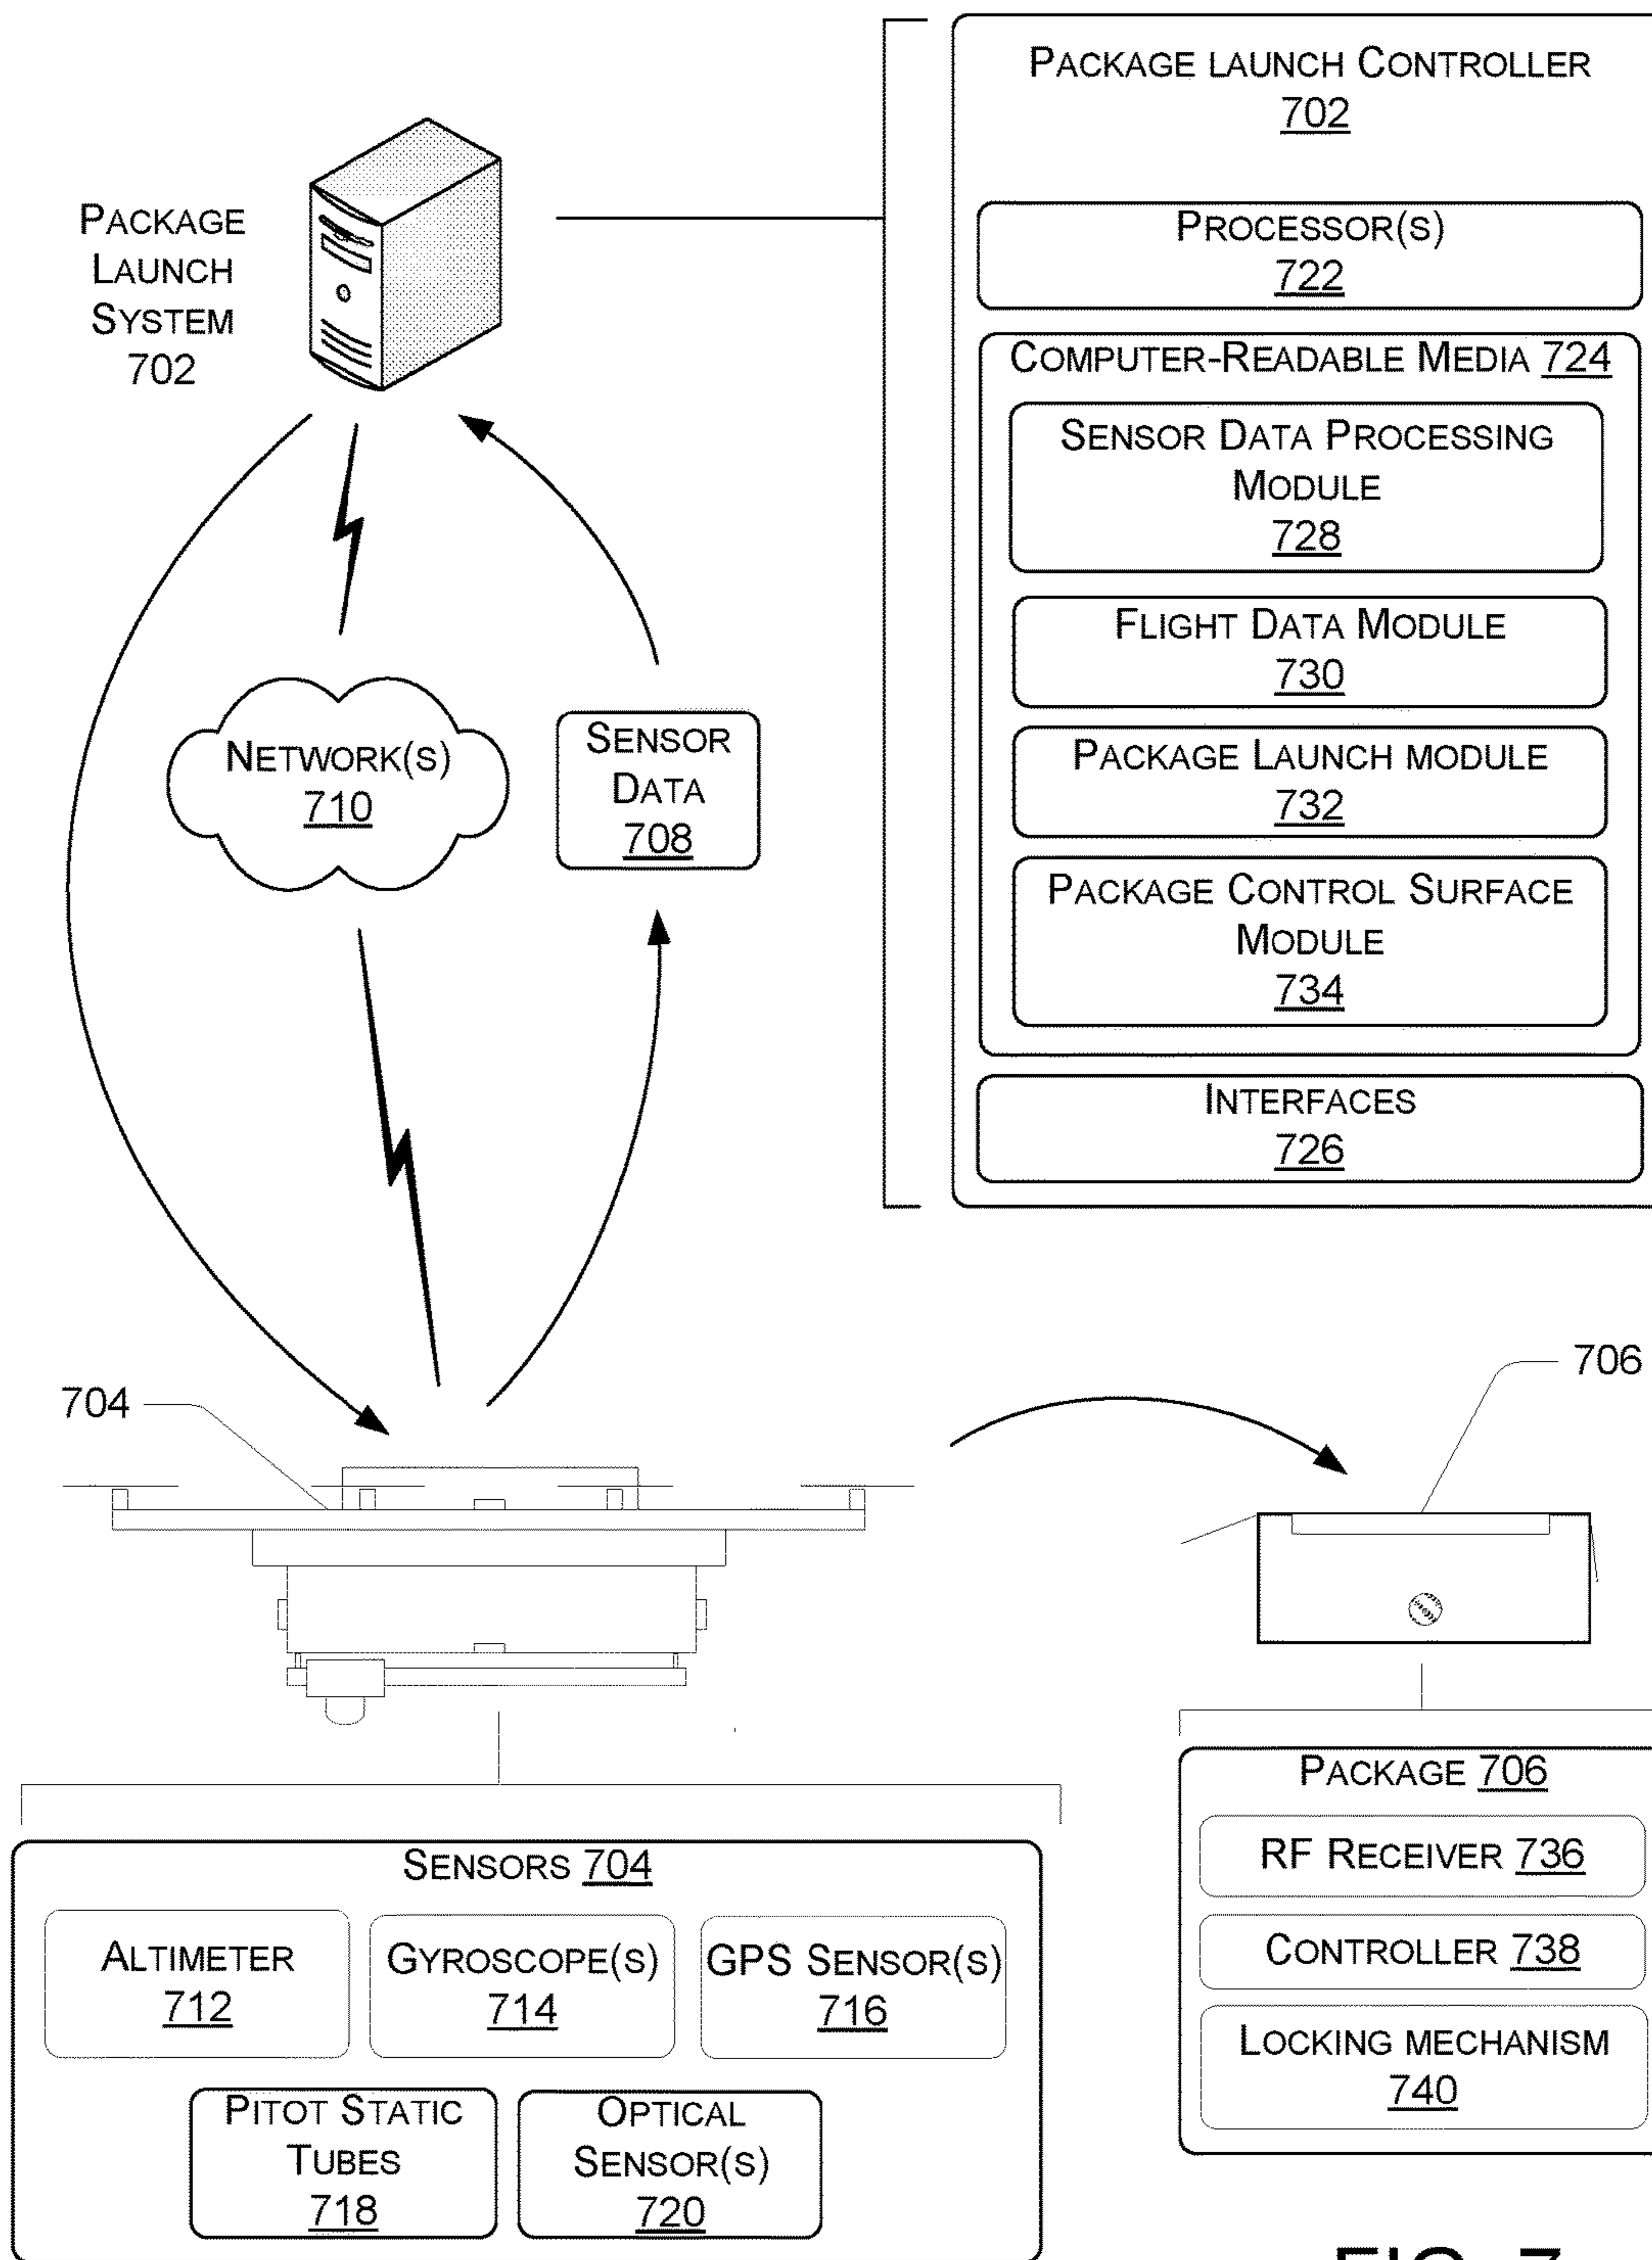 PACKAGE LAUNCH CONTROLLER
702
PROCESSOR(S)
722
COMPUTER-READABLE MEDIA 724
SENSOR DATA PROCESSING
MODULE
728
FLIGHT DATA MODULE
730
PACKAGE LAUNCH MODULE
732
PACKAGE CONTROL SURFACE
MODULE
734
INTERFACES
726
PACKAGE
LAUNCH
SYSTEM
702
NETWORK(S)
710
SENSOR
DATA
708
704
706
SENSORS 704
ALTIMETER
712
GYROSCOPE(S)
714
GPS SENSOR(S)
716
PITOT STATIC
TUBES
718
OPTICAL
SENSOR(S)
720
PACKAGE 706
RF RECEIVER 736
CONTROLLER 738
LOCKING MECHANISM
740